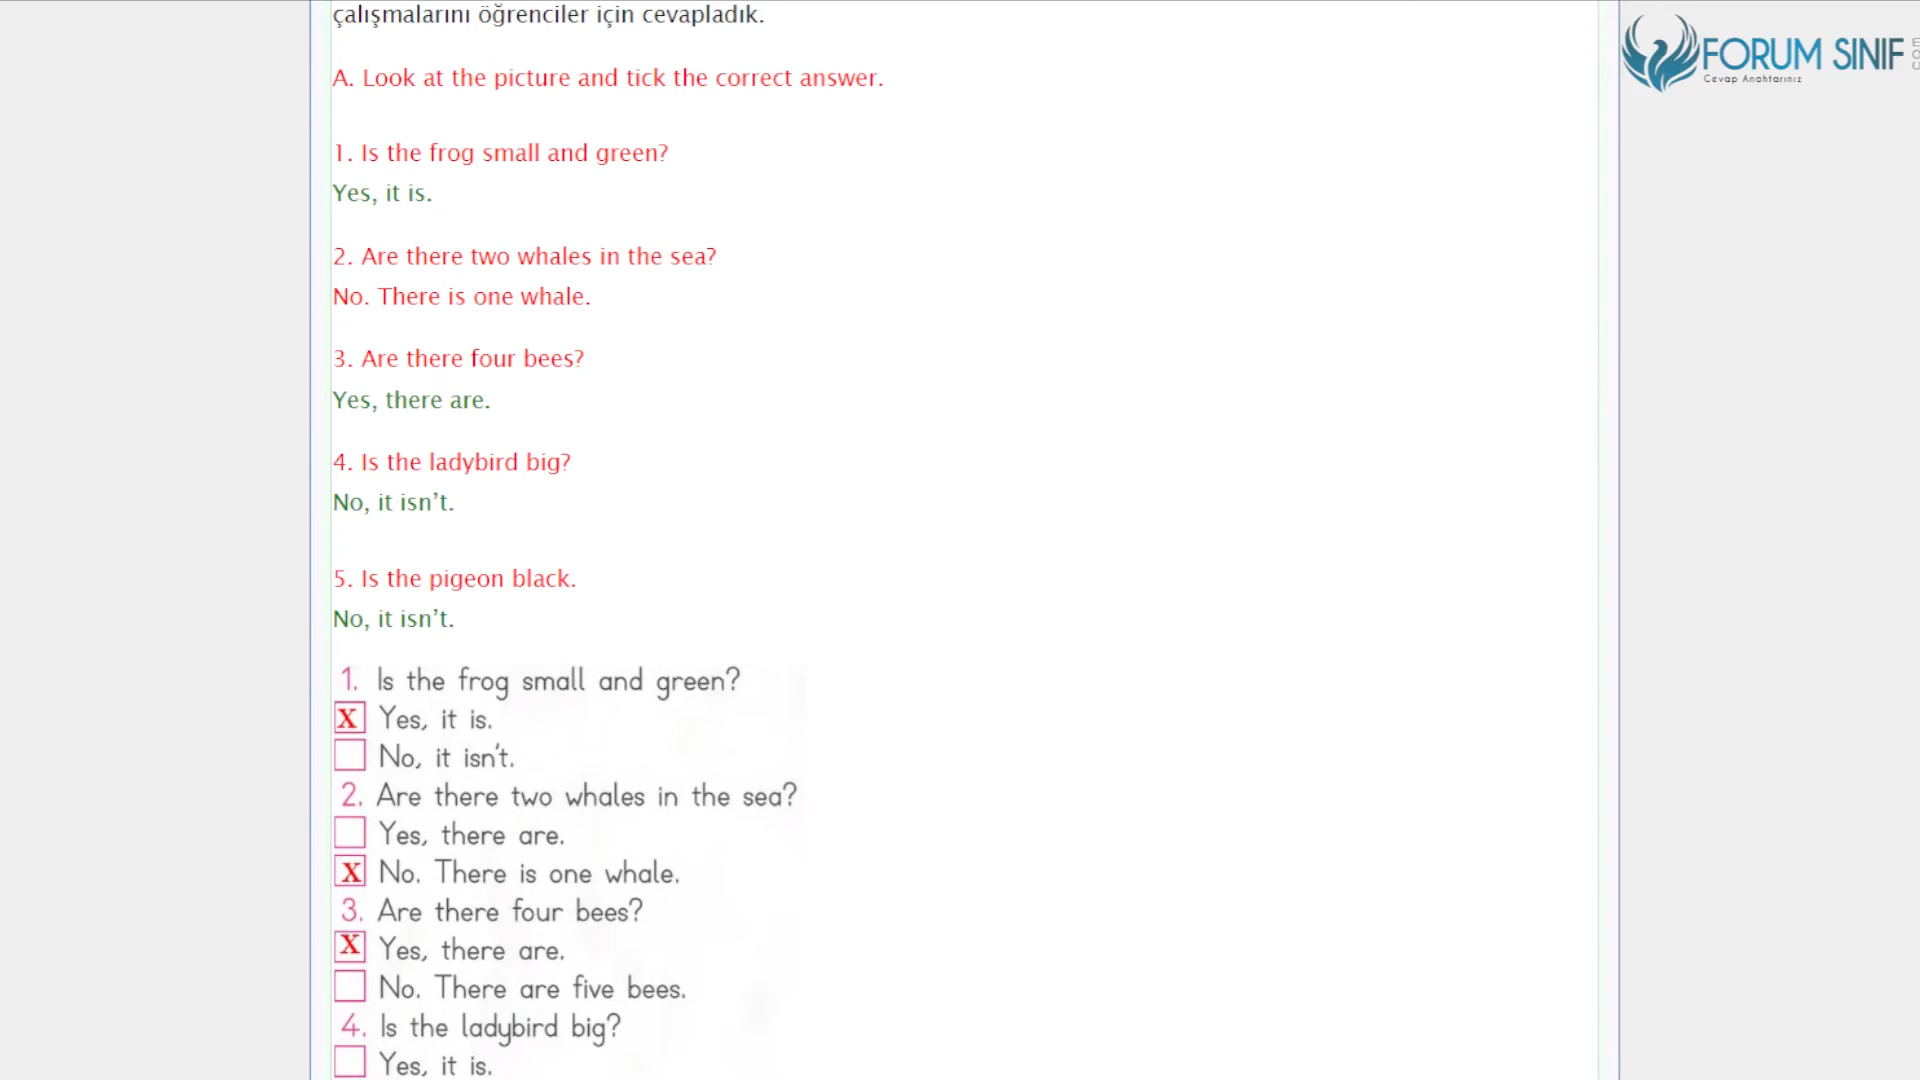 çalışmalarını öğrenciler için cevapladık.
FORUM SINIF
Cevap Anahtarınız
com
A. Look at the picture and tick the correct answer.
1. Is the frog small and green?
Yes, it is.
2. Are there two whales in the sea?
No. There is one whale.
3. Are there four bees?
Yes, there are.
4. Is the ladybird big?
No, it isn’t.
5. Is the pigeon black.
No, it isn’t.
1. Is the frog small and green?
X Yes, it is.
No, it isn't.
2. Are there two whales in the sea?
Yes, there are.
X No. There is one whale.
3. Are there four bees?
X Yes, there are.
No. There are five bees.
4. Is the ladybird big?
Yes, it is.